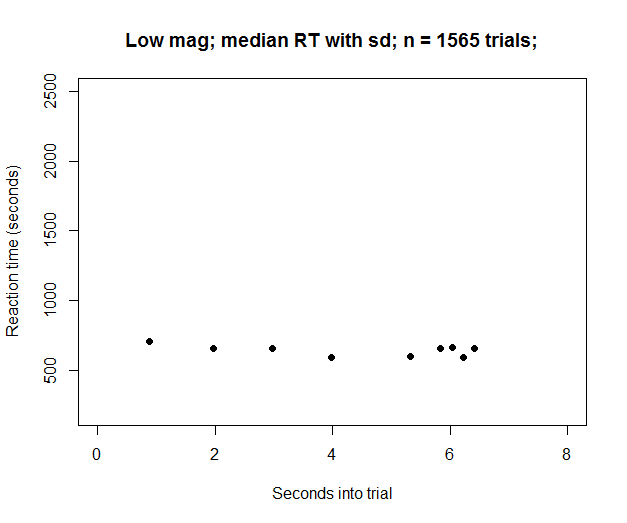 Low mag; median RT with sd; n = 1565 trials;
Reaction time (seconds)
2500
2000
1500
1000
500
0 2 4 6 8
Seconds into trial